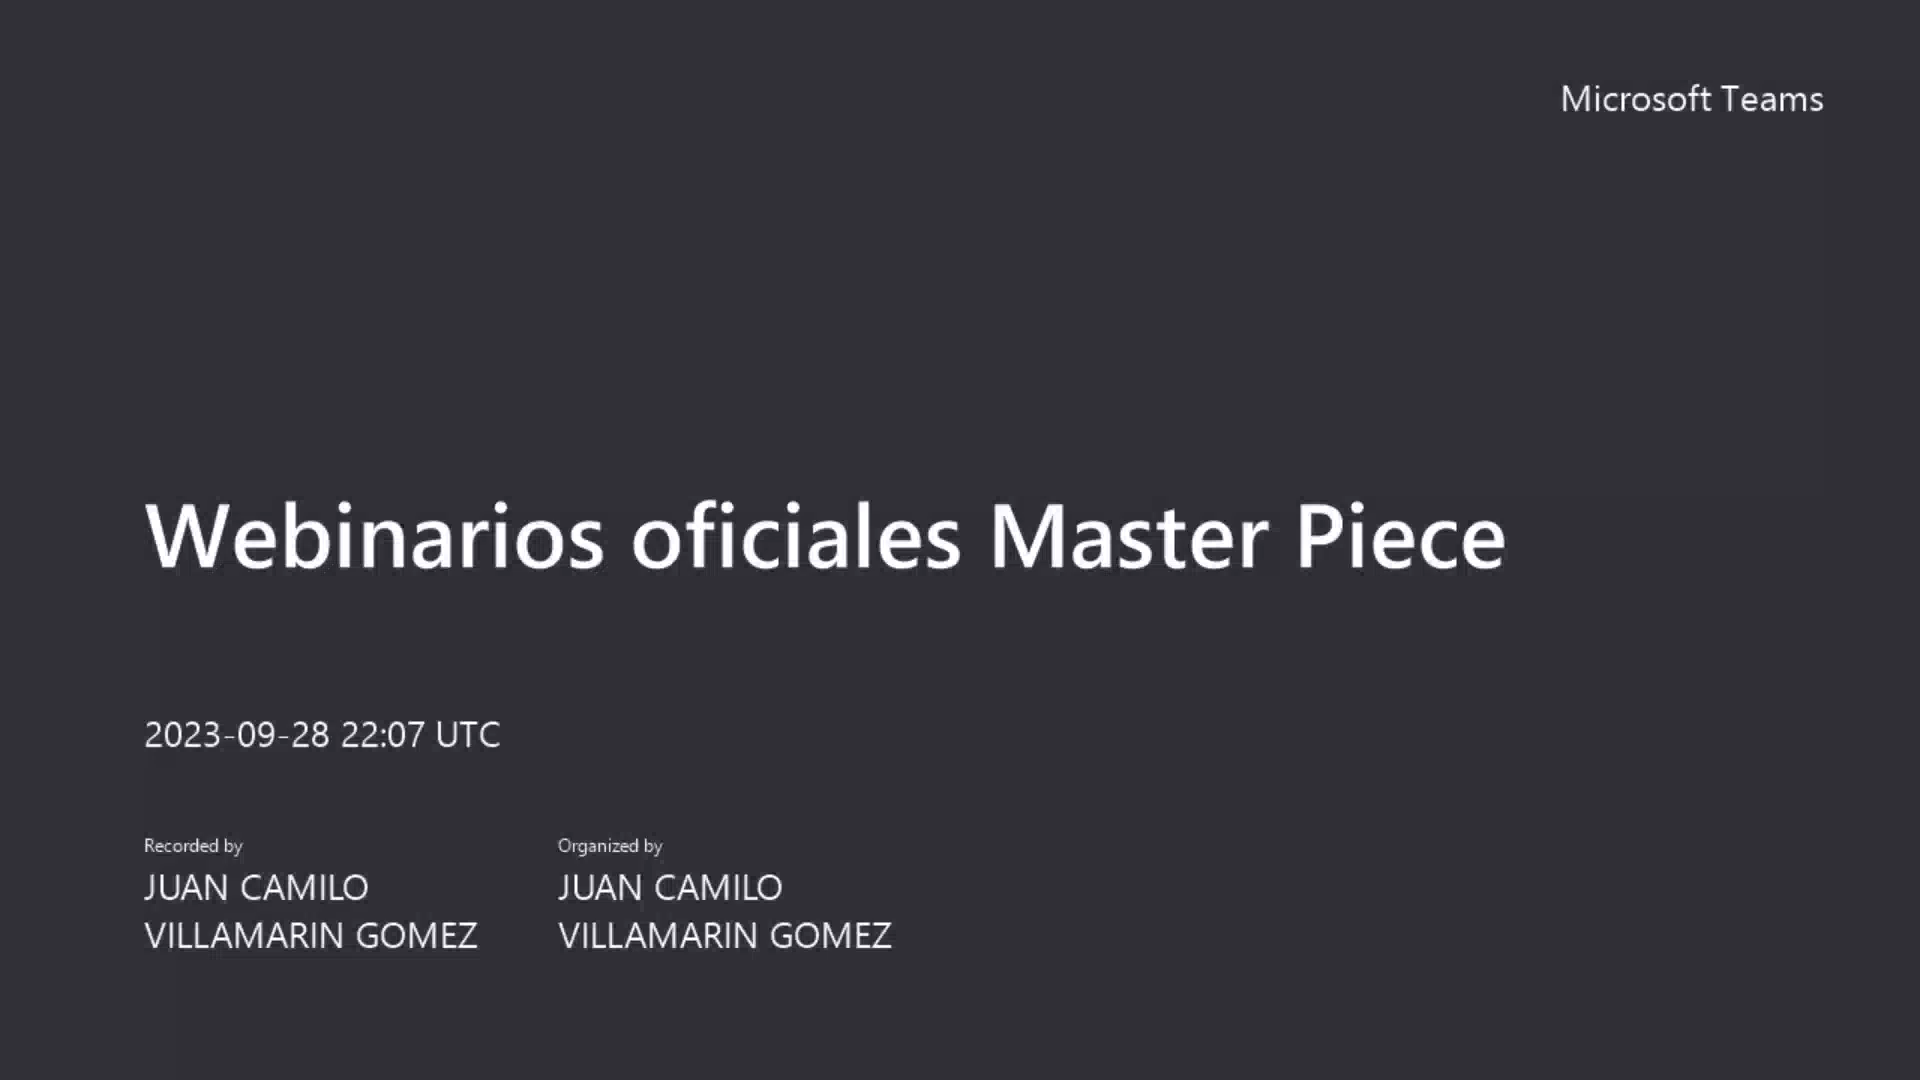 Microsoft Teams
Webinarios oficiales Master Piece
2023-09-28 22:07 UTC
Recorded by
JUAN CAMILO
VILLAMARIN GOMEZ
Organized by
JUAN CAMILO
VILLAMARIN GOMEZ